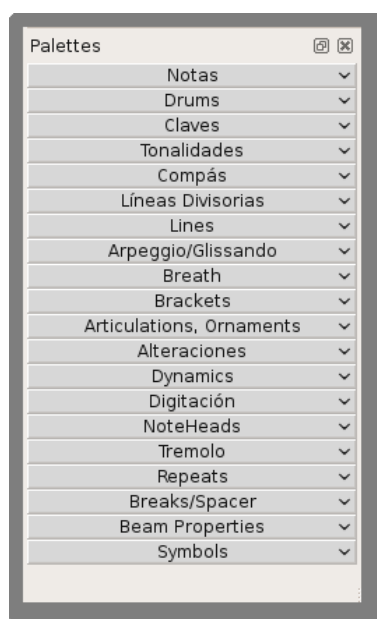 Palettes
Notas
Drums
Claves
Tonalidades
Compás
Líneas Divisorias
Lines
Arpeggio/Glissando
Breath
Brackets
Articulations, Ornaments
Alteraciones
Dynamics
Digitación
NoteHeads
Tremolo
Repeats
Breaks/Spacer
Beam Properties
Symbols